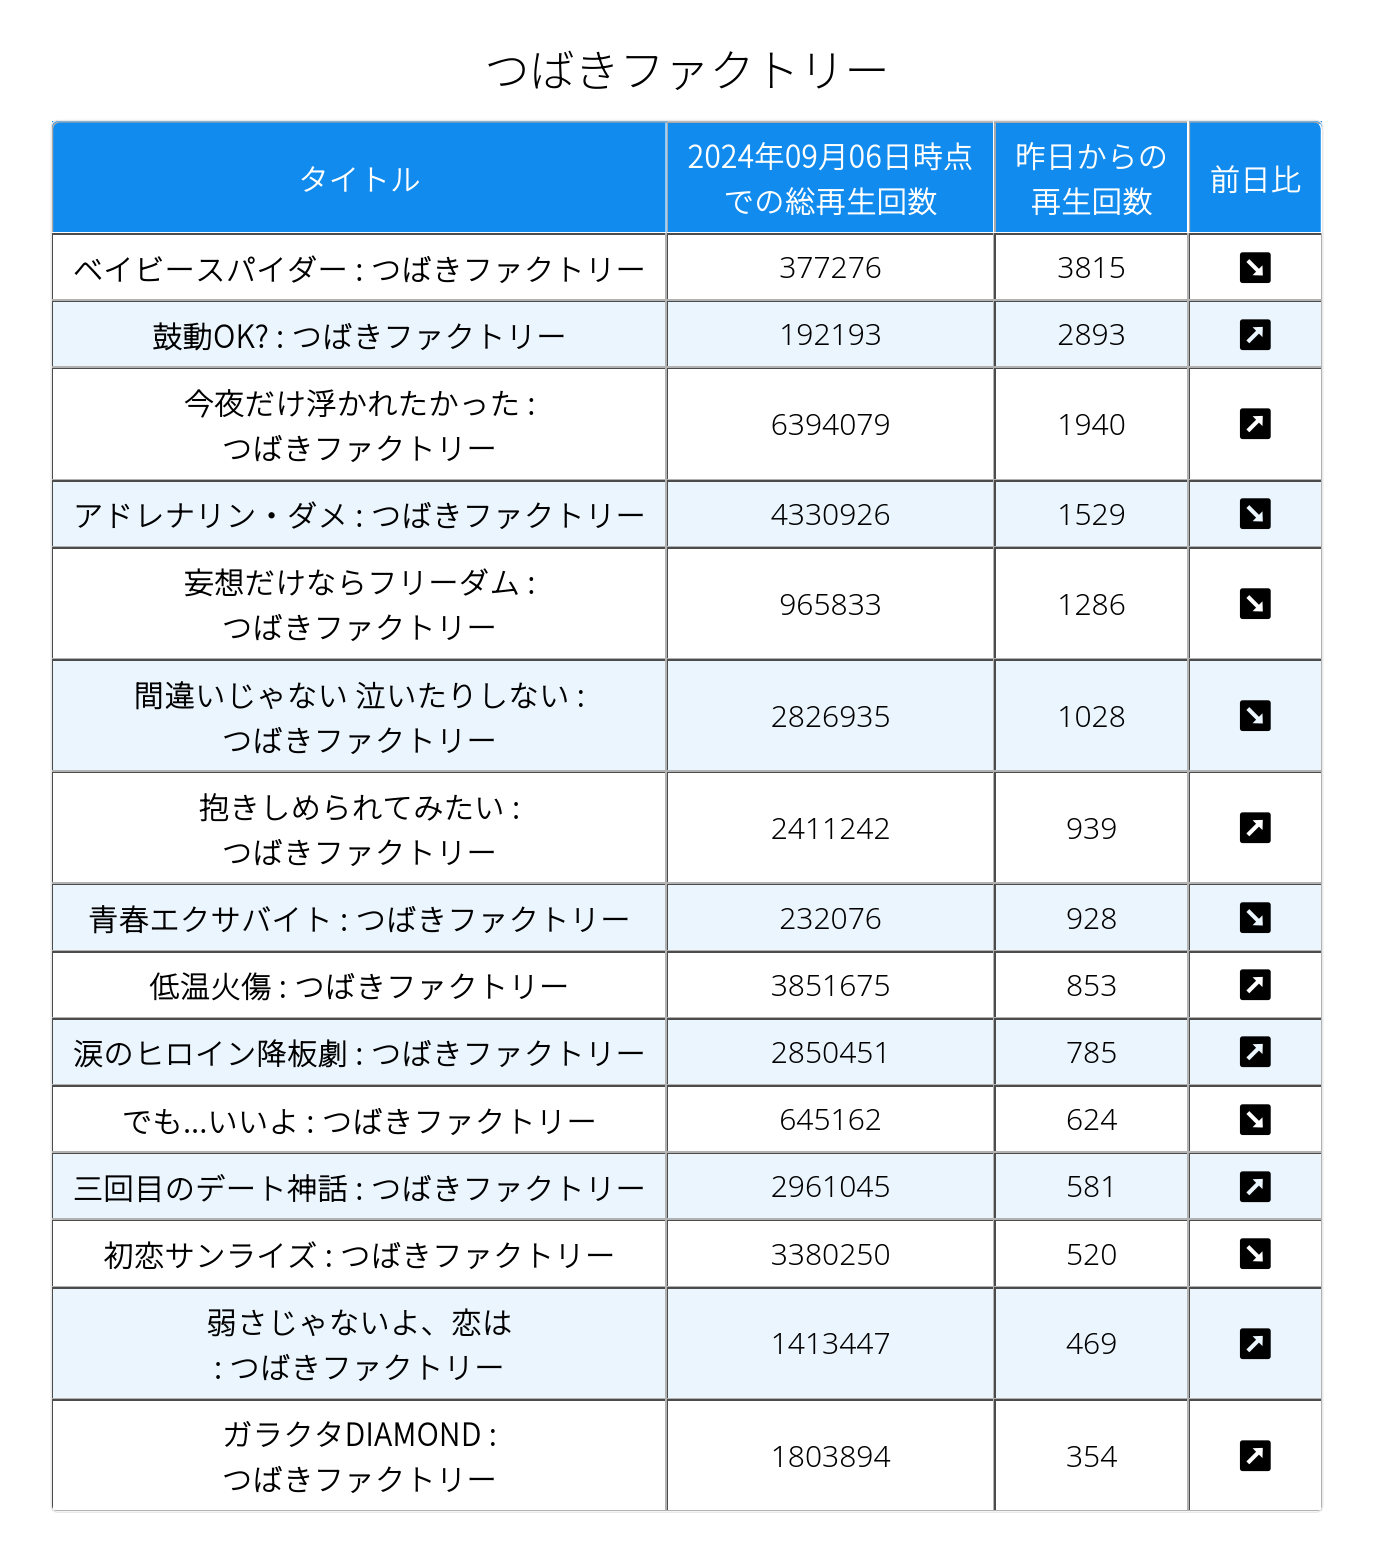 つばきファクトリー
タイトル
2024年09月06日時点
での総再生回数
昨日からの
再生回数
前日比
ベイビースパイダー : つばきファクトリー 377276 3815
鼓動OK? : つばきファクトリー 192193 2893
今夜だけ浮かれたかった :
つばきファクトリー
6394079 1940
アドレナリン・ダメ : つばきファクトリー 4330926 1529
妄想だけならフリーダム :
つばきファクトリー
965833 1286
間違いじゃない 泣いたりしない :
つばきファクトリー
2826935 1028
抱きしめられてみたい :
つばきファクトリー
2411242 939
青春エクサバイト : つばきファクトリー 232076 928
低温火傷 : つばきファクトリー 3851675 853
涙のヒロイン降板劇 : つばきファクトリー 2850451 785
でも...いいよ : つばきファクトリー 645162 624
三回目のデート神話 : つばきファクトリー 2961045 581
初恋サンライズ : つばきファクトリー 3380250 520
弱さじゃないよ、恋は
: つばきファクトリー
1413447 469
ガラクタDIAMOND :
つばきファクトリー
1803894 354